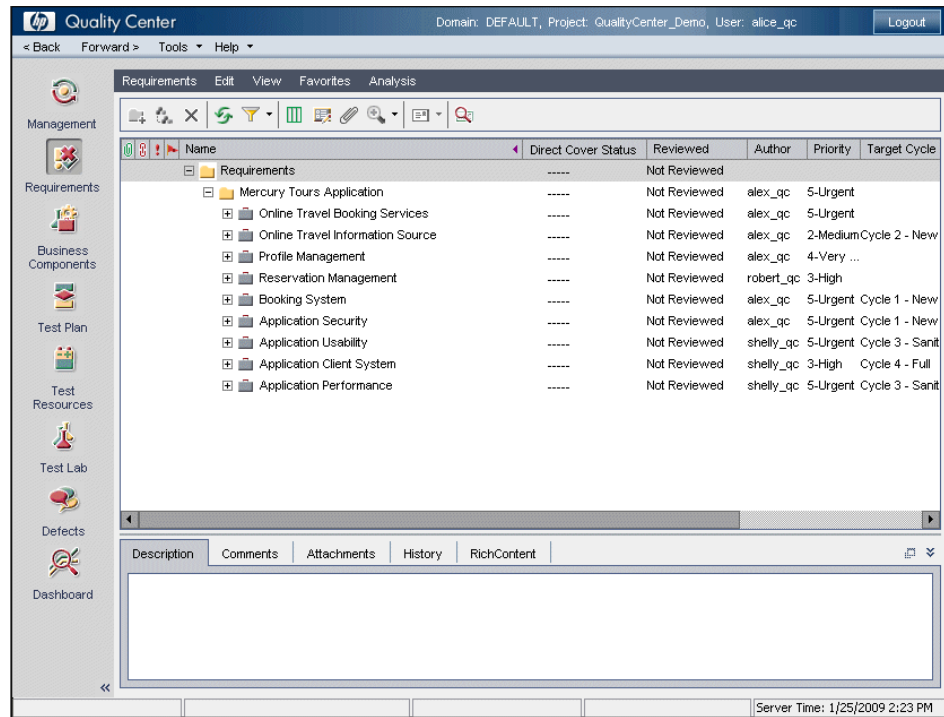 hp Quality Center Domain: DEFAULT, Project: QualityCenter_Demo, User: alice_qc Logout
< Back Forward > Tools Help
Requirements Edit View Favorites Analysis
Management
Requirements
Business
Components
Test Plan
Test
Resources
Test Lab
Defects
Dashboard
Name Direct Cover Status Reviewed Author Priority Target Cycle
Requirements ----- Not Reviewed
Mercury Tours Application ----- Not Reviewed alex_qc 5-Urgent
Online Travel Booking Services ----- Not Reviewed alex_qc 5-Urgent
Online Travel Information Source ----- Not Reviewed alex_qc 2-Medium Cycle 2 - New
Profile Management ----- Not Reviewed alex_qc 4-Very ...
Reservation Management ----- Not Reviewed robert_qc 3-High
Booking System ----- Not Reviewed alex_qc 5-Urgent Cycle 1 - New
Application Security ----- Not Reviewed alex_qc 5-Urgent Cycle 1 - New
Application Usability ----- Not Reviewed shelly_qc 5-Urgent Cycle 3 - Sanit
Application Client System ----- Not Reviewed shelly_qc 3-High Cycle 4 - Full
Application Performance ----- Not Reviewed shelly_qc 5-Urgent Cycle 3 - Sanit
Description Comments Attachments History RichContent
Server Time: 1/25/2009 2:23 PM